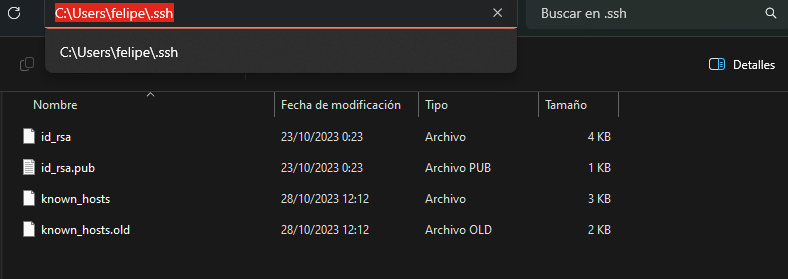 C:\Users\felipe\.ssh
Buscar en .ssh
C:\Users\felipe\.ssh
Detalles
Nombre Fecha de modificación Tipo Tamaño
id_rsa 23/10/2023 0:23 Archivo 4 KB
id_rsa.pub 23/10/2023 0:23 Archivo PUB 1 KB
known_hosts 28/10/2023 12:12 Archivo 3 KB
known_hosts.old 28/10/2023 12:12 Archivo OLD 2 KB